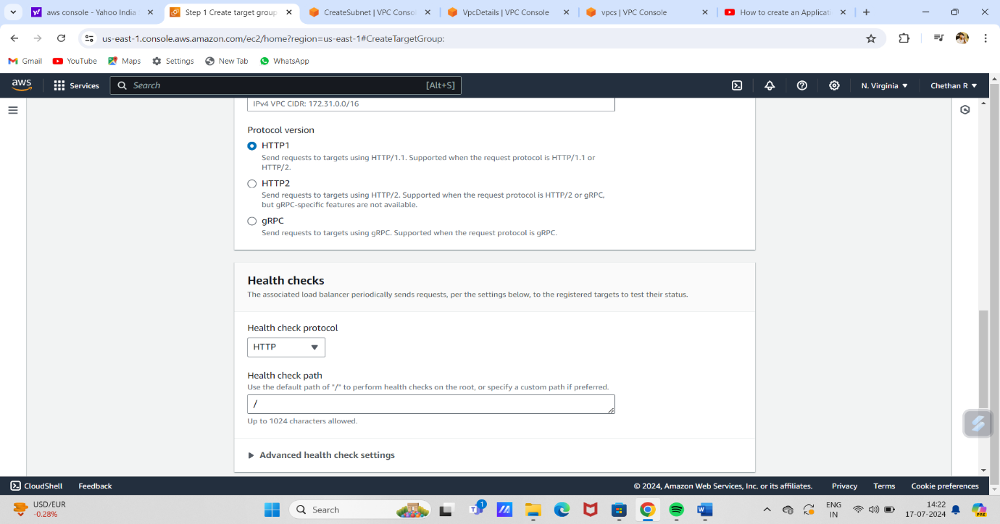 aws console - Yahoo India
Step 1 Create target group
CreateSubnet | VPC Conso
VpcDetails | VPC Console
vpcs | VPC Console
How to create an Applicat
us-east-1.console.aws.amazon.com/ec2/home?region=us-east-1#CreateTargetGroup:
Gmail YouTube Maps Settings New Tab WhatsApp
aws Services Search [Alt+S] N. Virginia Chethan R
IPv4 VPC CIDR: 172.31.0.0/16
Protocol version
HTTP1
Send requests to targets using HTTP/1.1. Supported when the request protocol is HTTP/1.1 or
HTTP/2.
HTTP2
Send requests to targets using HTTP/2. Supported when the request protocol is HTTP/2 or gRPC,
but gRPC-specific features are not available.
gRPC
Send requests to targets using gRPC. Supported when the request protocol is gRPC.
Health checks
The associated load balancer periodically sends requests, per the settings below, to the registered targets to test their status.
Health check protocol
HTTP
Health check path
Use the default path of "/" to perform health checks on the root, or specify a custom path if preferred.
/
Up to 1024 characters allowed.
Advanced health check settings
CloudShell Feedback © 2024, Amazon Web Services, Inc. or its affiliates. Privacy Terms Cookie preferences
USD/EUR
-0.28%
Search
1
ENG
IN
14:22
17-07-2024
PRE